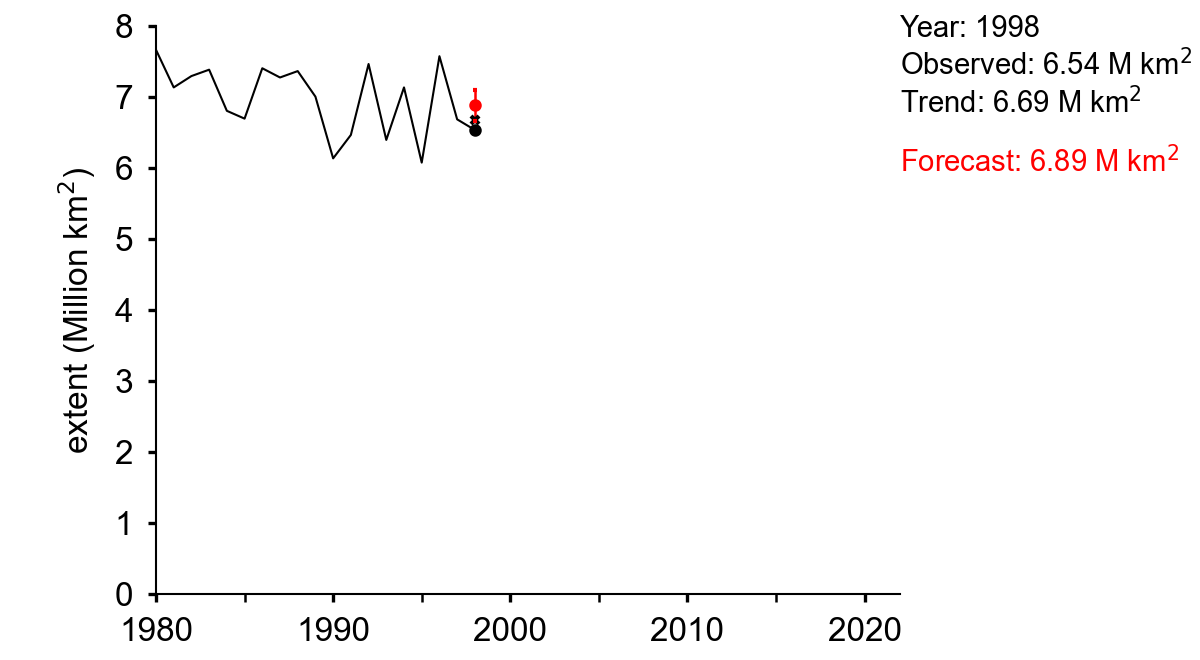 Year: 1998
Observed: 6.54 M km²
Trend: 6.69 M km²
Forecast: 6.89 M km²
extent (Million km²)
8
7
6
5
4
3
2
1
0
1980 1990 2000 2010 2020